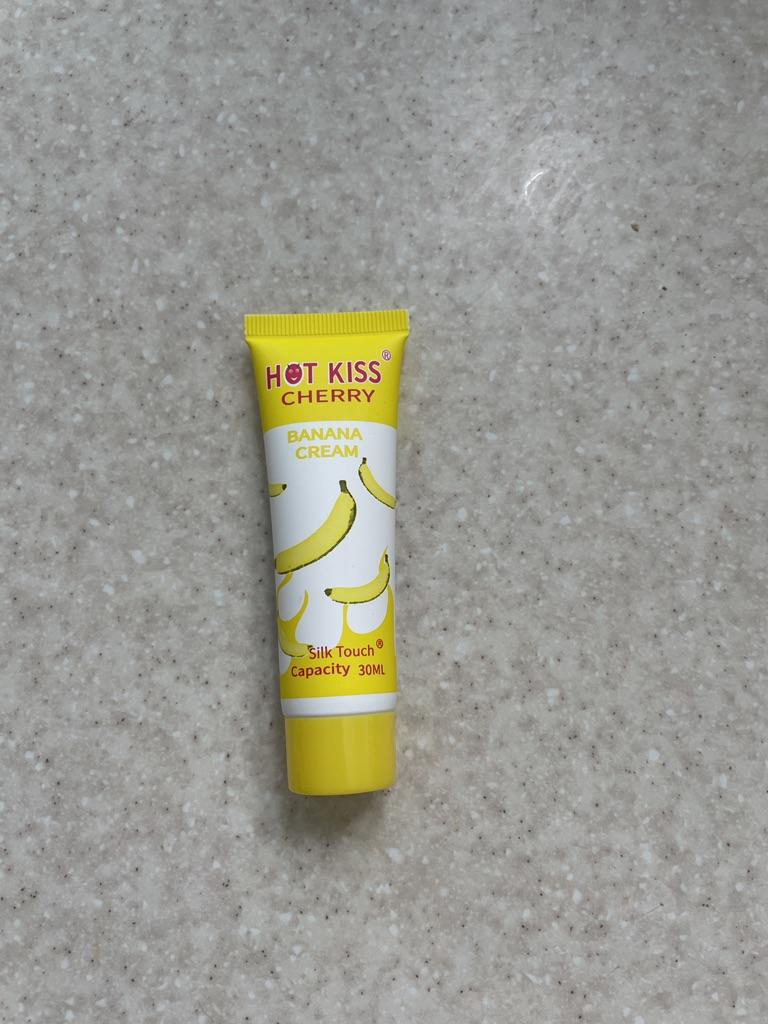 HOT KISS®
CHERRY
BANANA
CREAM
Silk Touch®
Capacity 30ML